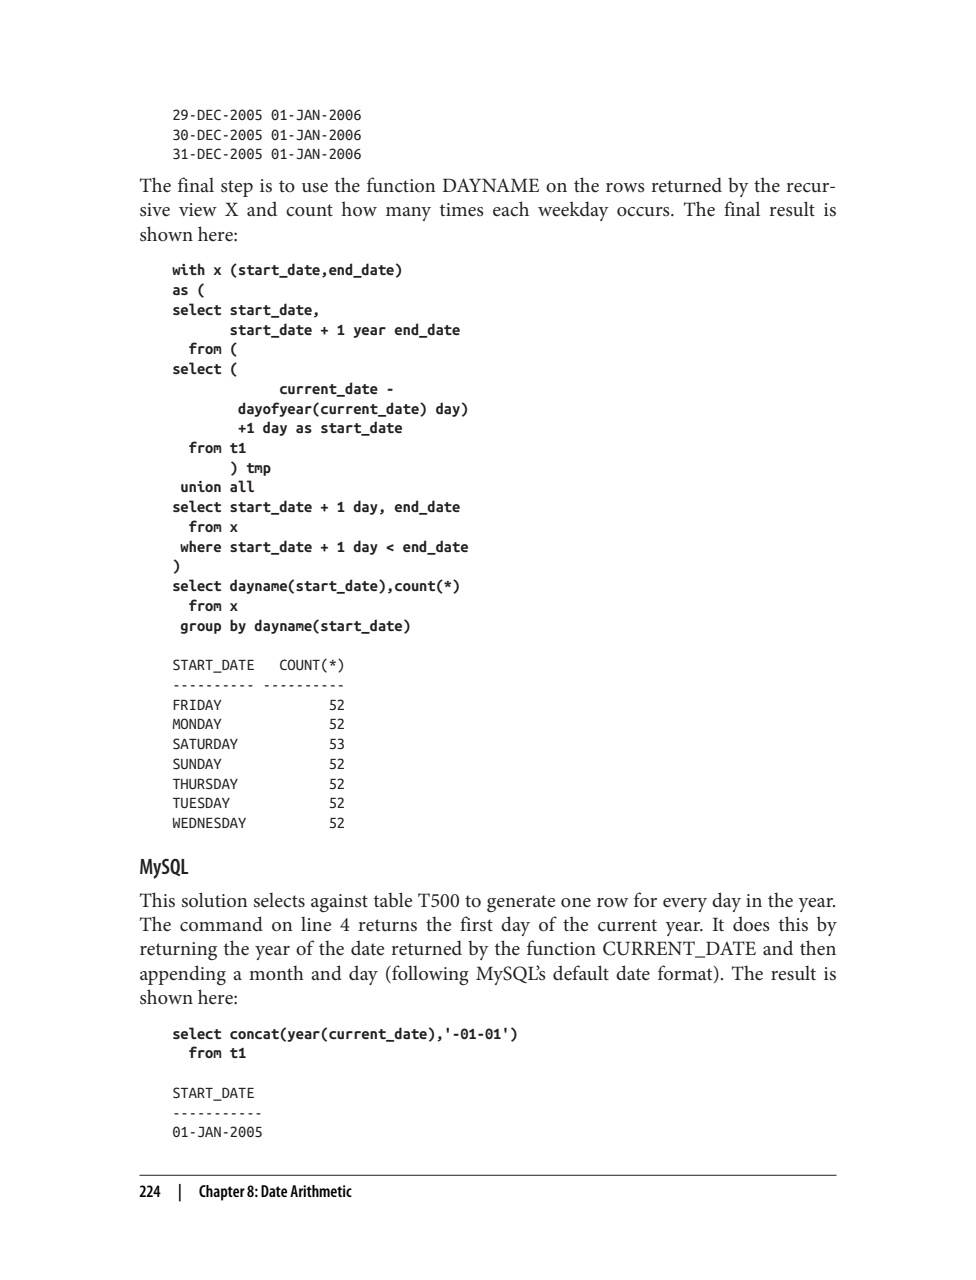 29-DEC-2005 01-JAN-2006
30-DEC-2005 01-JAN-2006
31-DEC-2005 01-JAN-2006
The final step is to use the function DAYNAME on the rows returned by the recur-
sive view X and count how many times each weekday occurs. The final result is
shown here:
with x (start_date,end_date)
as (
select start_date,
start_date + 1 year end_date
from (
select (
current_date -
dayofyear(current_date) day)
+1 day as start_date
from t1
) tmp
union all
select start_date + 1 day, end_date
from x
where start_date + 1 day < end_date
)
select dayname(start_date),count(*)
from x
group by dayname(start_date)
START_DATE COUNT(*)
---------- ----------
FRIDAY 52
MONDAY 52
SATURDAY 53
SUNDAY 52
THURSDAY 52
TUESDAY 52
WEDNESDAY 52
MySQL
This solution selects against table T500 to generate one row for every day in the year.
The command on line 4 returns the first day of the current year. It does this by
returning the year of the date returned by the function CURRENT_DATE and then
appending a month and day (following MySQL’s default date format). The result is
shown here:
select concat(year(current_date),'-01-01')
from t1
START_DATE
-----------
01-JAN-2005
224 | Chapter 8: Date Arithmetic